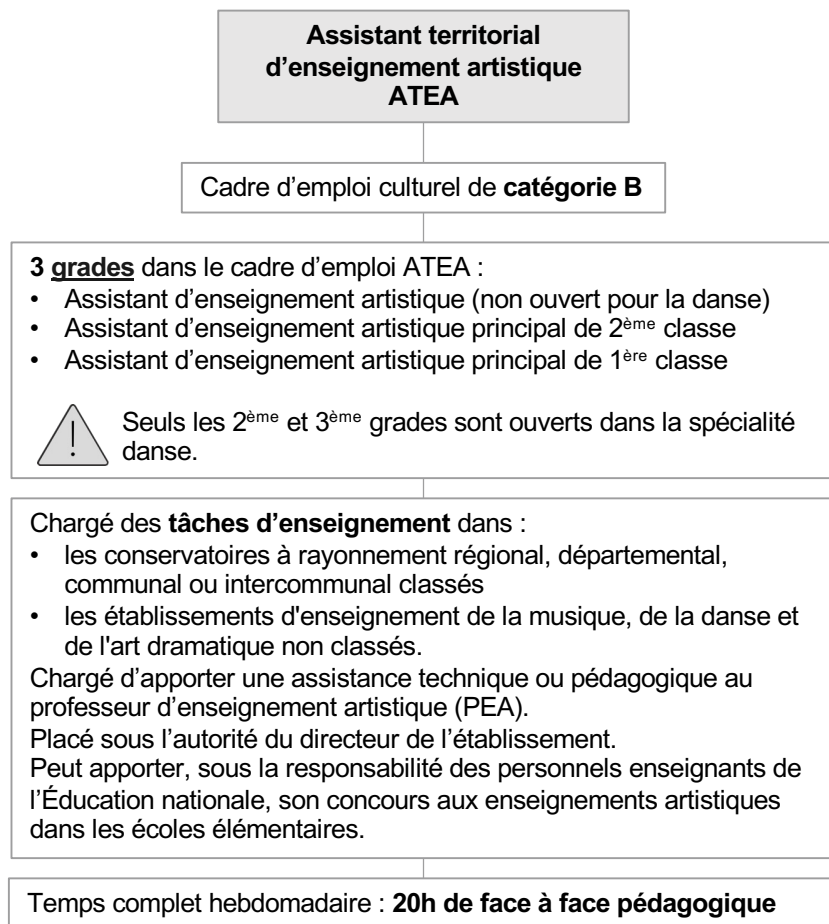 Assistant territorial
d’enseignement artistique
ATEA
Cadre d’emploi culturel de catégorie B
3 grades dans le cadre d’emploi ATEA :
• Assistant d’enseignement artistique (non ouvert pour la danse)
• Assistant d’enseignement artistique principal de 2ème classe
• Assistant d’enseignement artistique principal de 1ère classe
Seuls les 2ème et 3ème grades sont ouverts dans la spécialité
danse.
Chargé des tâches d’enseignement dans :
• les conservatoires à rayonnement régional, départemental,
communal ou intercommunal classés
• les établissements d'enseignement de la musique, de la danse et
de l'art dramatique non classés.
Chargé d’apporter une assistance technique ou pédagogique au
professeur d’enseignement artistique (PEA).
Placé sous l’autorité du directeur de l’établissement.
Peut apporter, sous la responsabilité des personnels enseignants de
l’Éducation nationale, son concours aux enseignements artistiques
dans les écoles élémentaires.
Temps complet hebdomadaire : 20h de face à face pédagogique